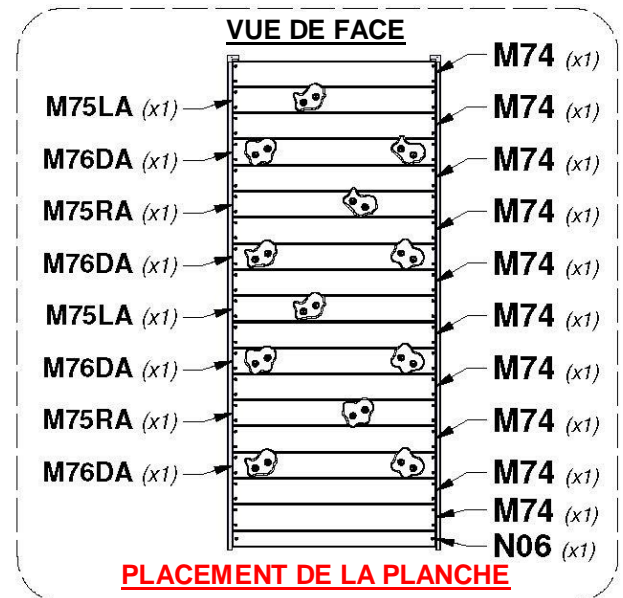 VUE DE FACE
M74 (x1)
M75LA (x1)
M74 (x1)
M76DA (x1)
M74 (x1)
M75RA (x1)
M74 (x1)
M76DA (x1)
M74 (x1)
M75LA (x1)
M74 (x1)
M76DA (x1)
M74 (x1)
M75RA (x1)
M74 (x1)
M76DA (x1)
M74 (x1)
M74 (x1)
N06 (x1)
PLACEMENT DE LA PLANCHE